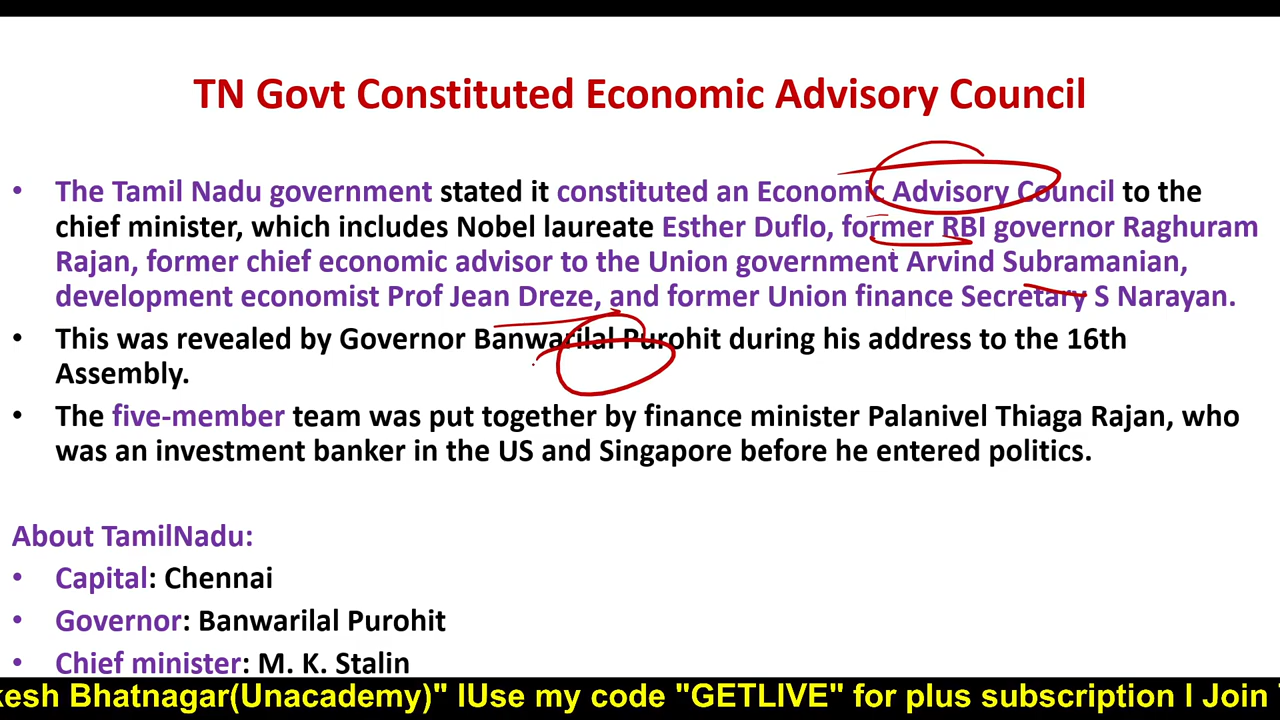 TN Govt Constituted Economic Advisory Council
• The Tamil Nadu government stated it constituted an Economic Advisory Council to the
chief minister, which includes Nobel laureate Esther Duflo, former RBI governor Raghuram
Rajan, former chief economic advisor to the Union government Arvind Subramanian,
development economist Prof Jean Dreze, and former Union finance Secretary S Narayan.
• This was revealed by Governor Banwarilal Purohit during his address to the 16th
Assembly.
• The five-member team was put together by finance minister Palanivel Thiaga Rajan, who
was an investment banker in the US and Singapore before he entered politics.
About TamilNadu:
• Capital: Chennai
• Governor: Banwarilal Purohit
• Chief minister: M. K. Stalin
kesh Bhatnagar(Unacademy)" lUse my code "GETLIVE" for plus subscription l Join